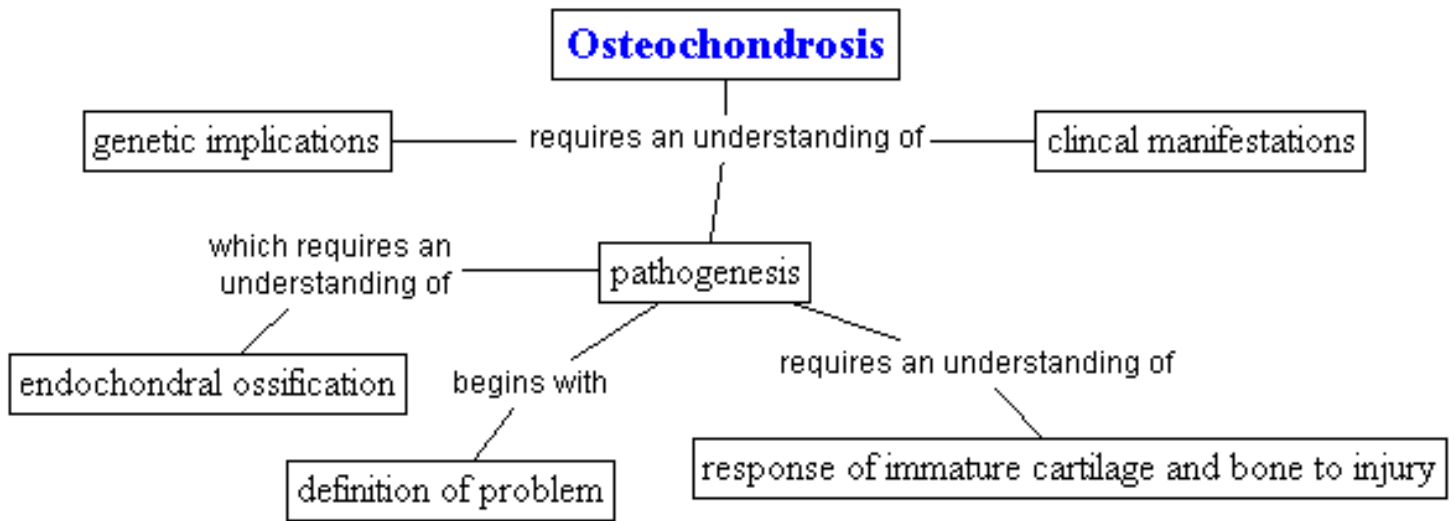 Osteochondrosis
genetic implications
requires an understanding of
clincal manifestations
which requires an
understanding of
pathogenesis
endochondral ossification
begins with
requires an understanding of
definition of problem
response of immature cartilage and bone to injury